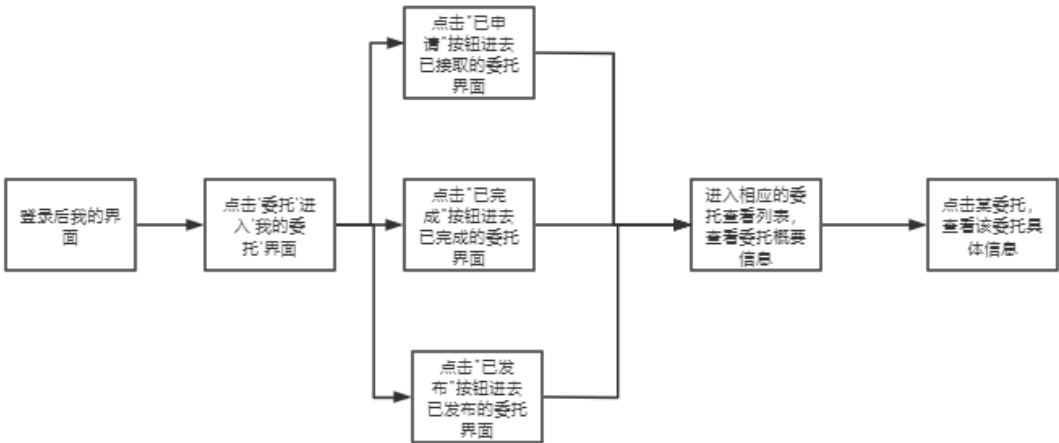 登录后我的界
面
点击'委托'进
入'我的委
托'界面
点击"已申
请"按钮进去
已接取的委托
界面
点击"已完
成"按钮进去
已完成的委托
界面
点击"已发
布"按钮进去
已发布的委托
界面
进入相应的委
托查看列表，
查看委托概要
信息
点击某委托，
查看该委托具
体信息